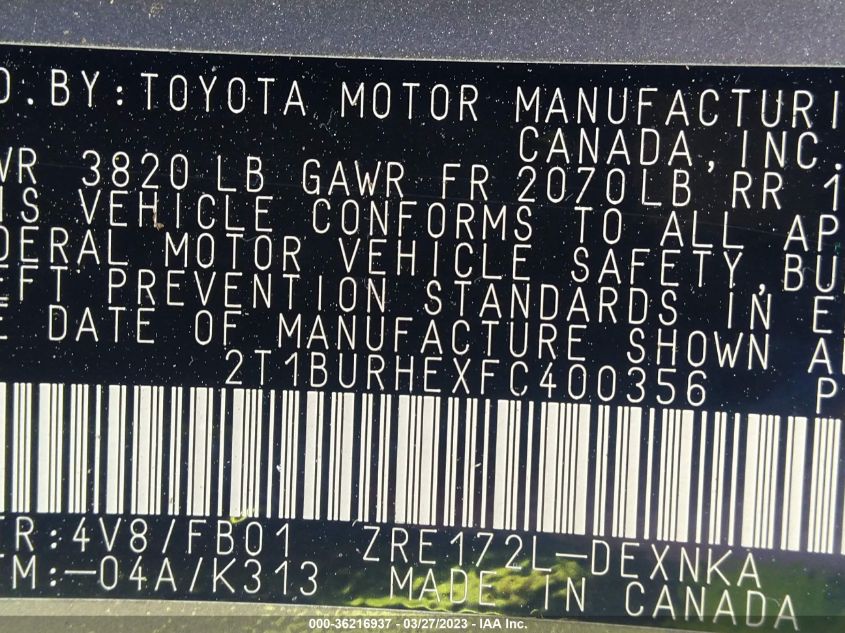 D.BY:TOYOTA MOTOR MANUFACTURI
CANADA,INC.
WR 3820 LB GAWR FR 2070LB RR 1
IS VEHICLE CONFORMS TO ALL AP
DERAL MOTOR VEHICLE SAFETY,BU
EFT PREVENTION STANDARDS IN E
E DATE OF MANUFACTURE SHOWN A
2T1BURHEXFC400356 P
TR:4V8/FB01 ZRE172L-DEXNKA
TM:-04A/K313 MADE IN CANADA
000-36216937 - 03/27/2023 - IAA Inc.